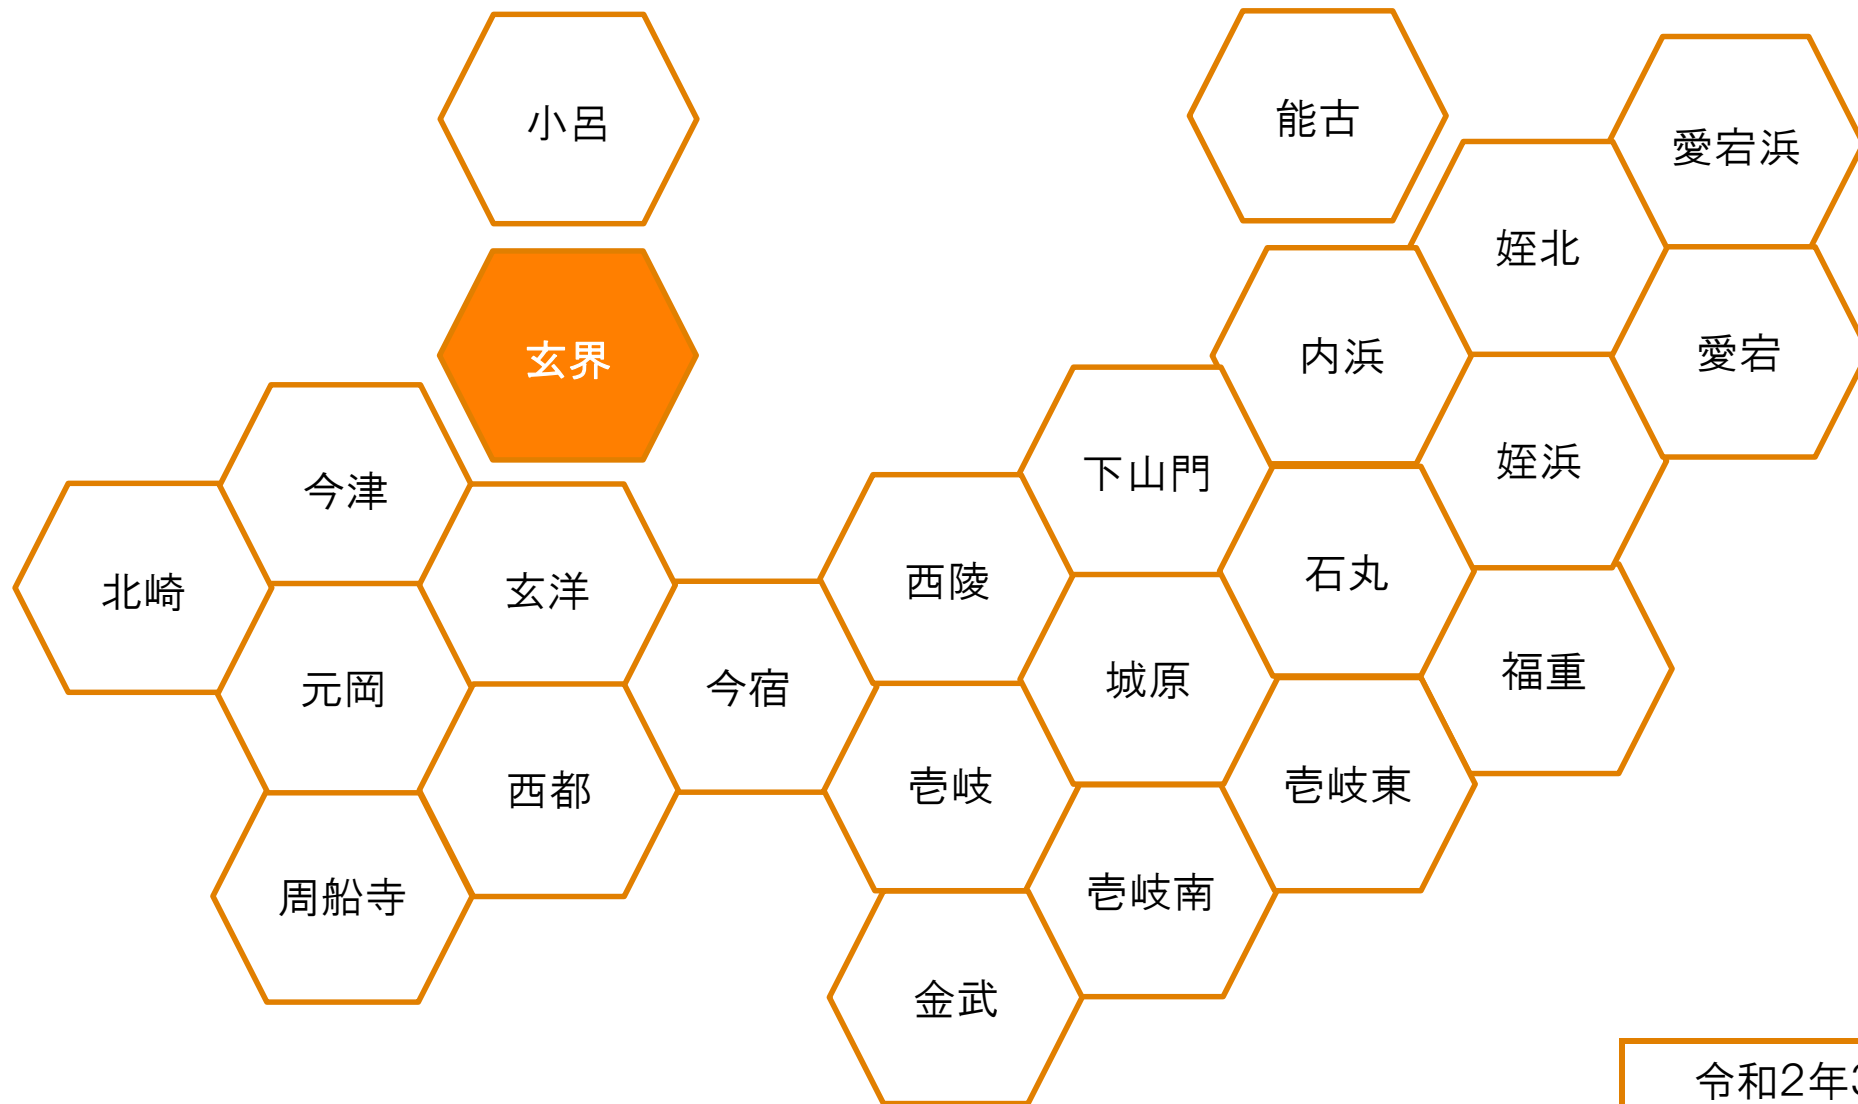 小呂
能古
愛宕浜
姪北
玄界
内浜
愛宕
今津
下山門
姪浜
北崎
玄洋
西陵
石丸
元岡
今宿
城原
福重
西都
壱岐
壱岐東
周船寺
壱岐南
金武
令和2年3